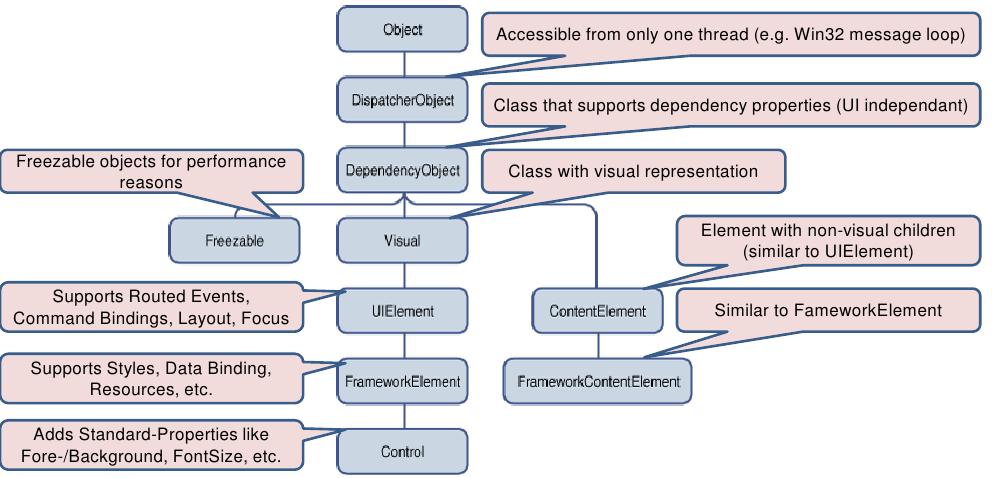 Object
Accessible from only one thread (e.g. Win32 message loop)
DispatcherObject
Class that supports dependency properties (UI independant)
DependencyObject
Freezable objects for performance
reasons
Class with visual representation
Freezable
Visual
Element with non-visual children
(similar to UIElement)
Supports Routed Events,
Command Bindings, Layout, Focus
UIElement
ContentElement
Similar to FameworkElement
Supports Styles, Data Binding,
Resources, etc.
FrameworkElement
FrameworkContentElement
Adds Standard-Properties like
Fore-/Background, FontSize, etc.
Control